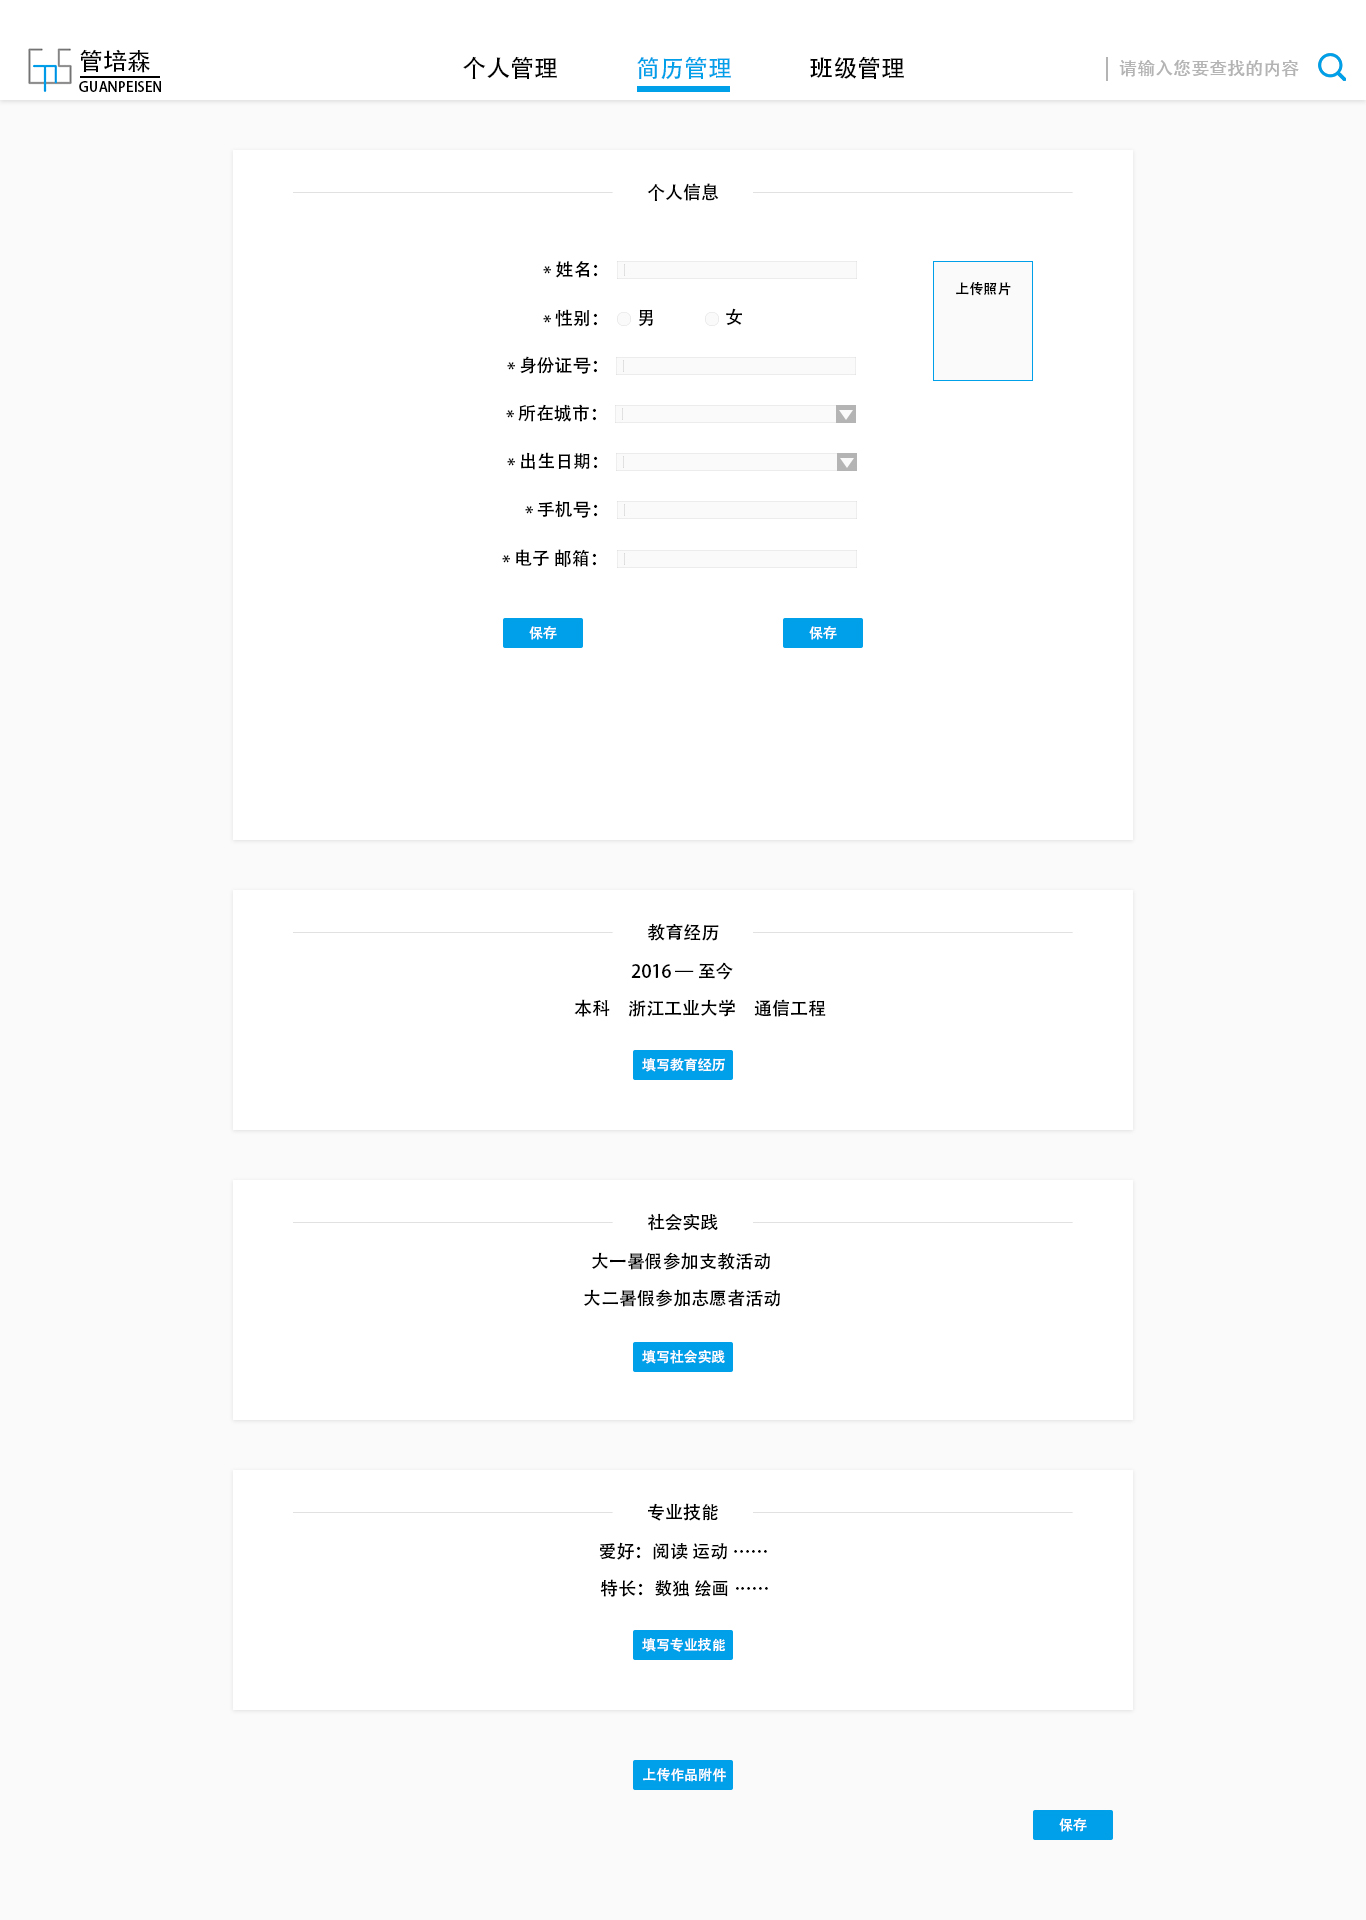 管培森
GUANPEISEN
个人管理
简历管理
班级管理
请输入您要查找的内容
个人信息
* 姓名：
上传照片
* 性别： 男 女
* 身份证号：
* 所在城市：
* 出生日期：
* 手机号：
* 电子 邮箱：
保存 保存
教育经历
2016 — 至今
本科 浙江工业大学 通信工程
填写教育经历
社会实践
大一暑假参加支教活动
大二暑假参加志愿者活动
填写社会实践
专业技能
爱好：阅读 运动 ······
特长：数独 绘画 ······
填写专业技能
上传作品附件
保存